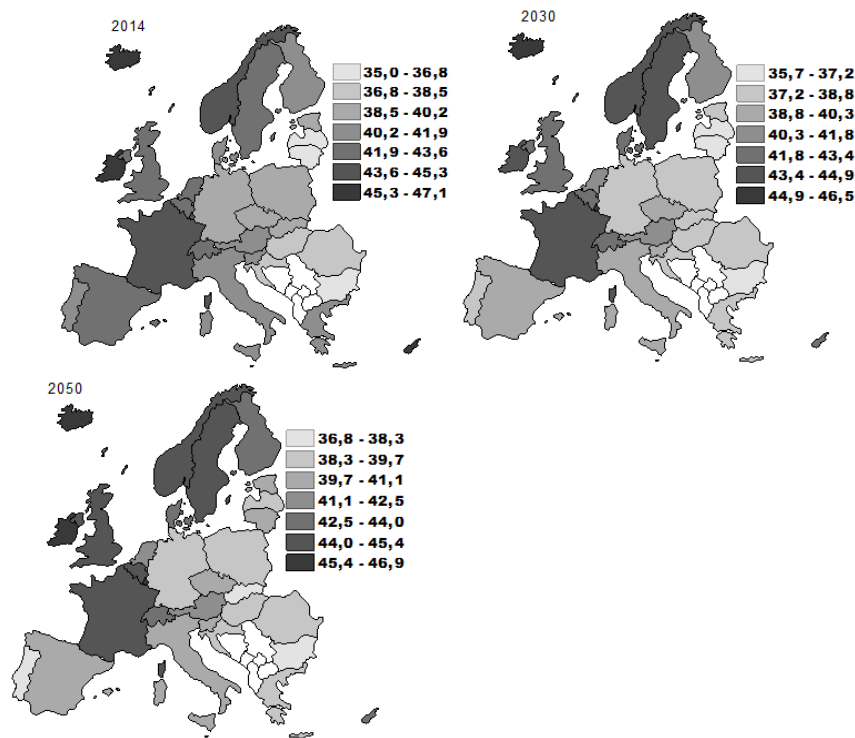 2014
35,0 - 36,8
36,8 - 38,5
38,5 - 40,2
40,2 - 41,9
41,9 - 43,6
43,6 - 45,3
45,3 - 47,1
2030
35,7 - 37,2
37,2 - 38,8
38,8 - 40,3
40,3 - 41,8
41,8 - 43,4
43,4 - 44,9
44,9 - 46,5
2050
36,8 - 38,3
38,3 - 39,7
39,7 - 41,1
41,1 - 42,5
42,5 - 44,0
44,0 - 45,4
45,4 - 46,9